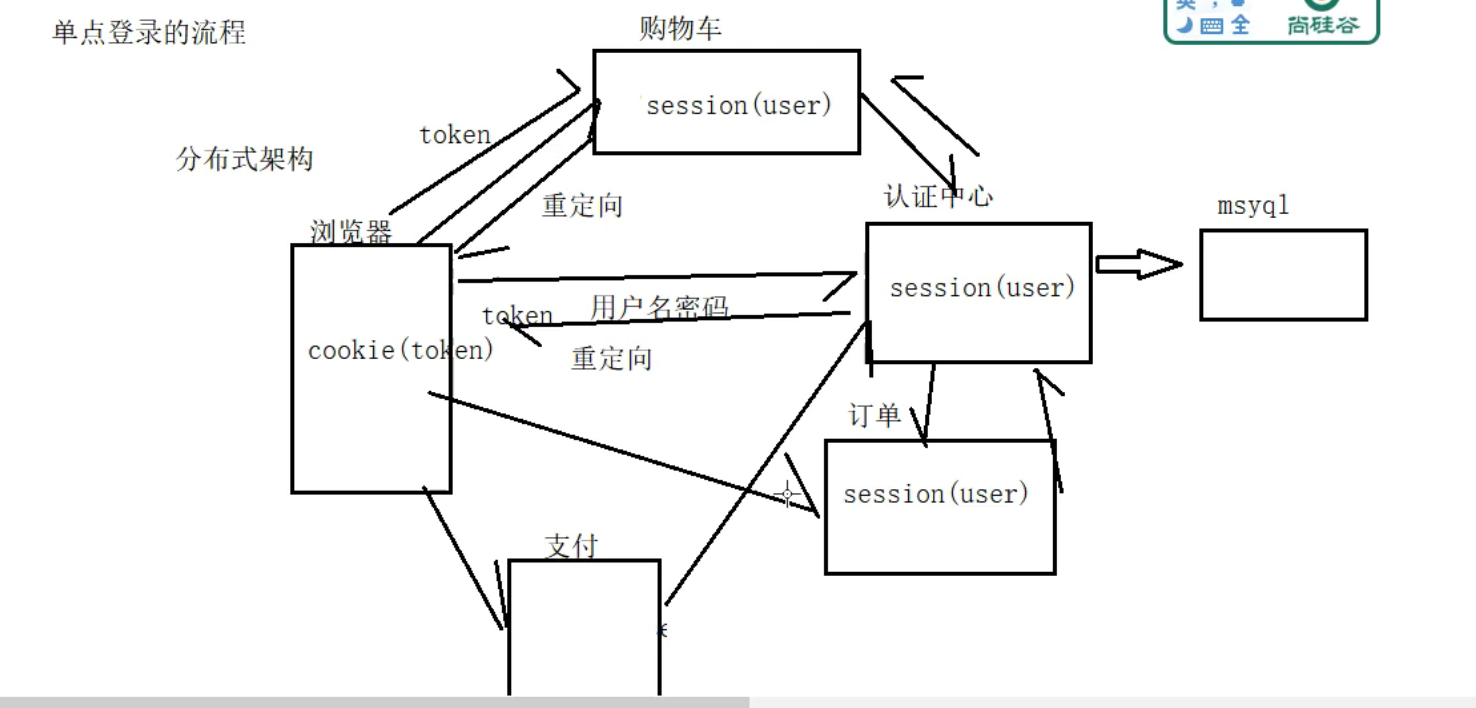 单点登录的流程
购物车
英
全
尚硅谷
session(user)
token
分布式架构
重定向
认证中心
msyql
浏览器
session(user)
token
用户名密码
cookie(token)
重定向
订单
session(user)
支付